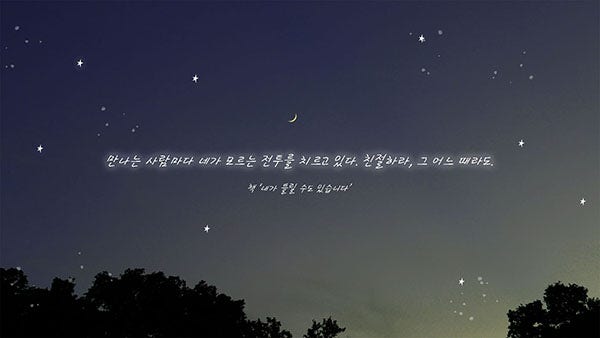 만나는 사람마다 네가 모르는 전투를 치르고 있다. 친절하라, 그 어느 때라도.
책 '내가 틀릴 수도 있습니다'